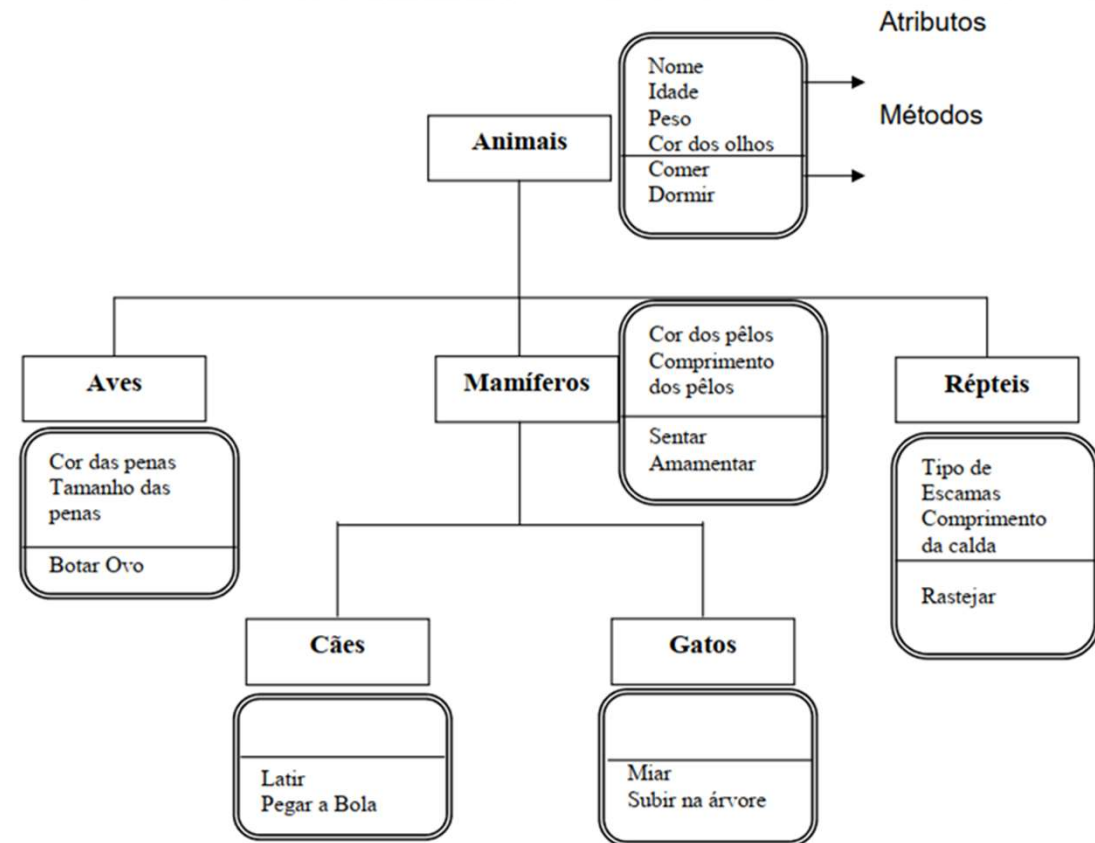 Atributos
Métodos
Animais
Nome
Idade
Peso
Cor dos olhos
Comer
Dormir
Aves
Cor das penas
Tamanho das
penas
Botar Ovo
Mamíferos
Cor dos pêlos
Comprimento
dos pêlos
Sentar
Amamentar
Répteis
Tipo de
Escamas
Comprimento
da calda
Rastejar
Cães
Latir
Pegar a Bola
Gatos
Miar
Subir na árvore